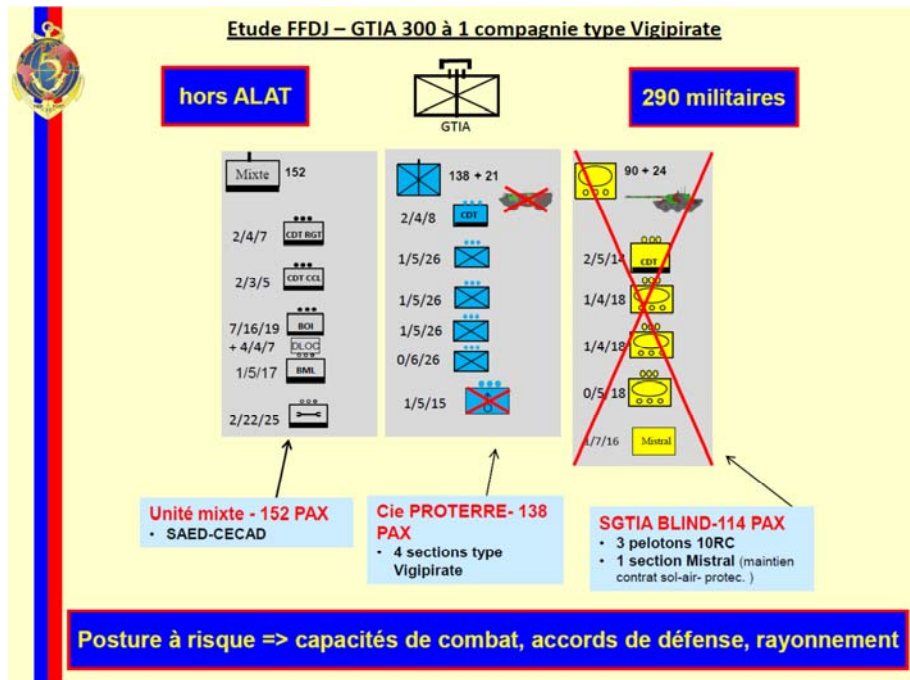 Etude FFDJ – GTIA 300 à 1 compagnie type Vigipirate
5
hors ALAT
GTIA
290 militaires
Mixte 152
2/4/7 CDT RGT
2/3/5 CDT CCL
7/16/19 BOI
+ 4/4/7 DLOC
1/5/17 BML
2/22/25
138 + 21
2/4/8 CDT
1/5/26
1/5/26
1/5/26
0/6/26
1/5/15
90 + 24
2/5/14 CDT
1/4/18
1/4/18
0/5/18
1/7/16 Mistral
Unité mixte - 152 PAX
• SAED-CECAD
Cie PROTERRE- 138
PAX
• 4 sections type
Vigipirate
SGTIA BLIND-114 PAX
• 3 pelotons 10RC
• 1 section Mistral (maintien
contrat sol-air- protec. )
Posture à risque => capacités de combat, accords de défense, rayonnement